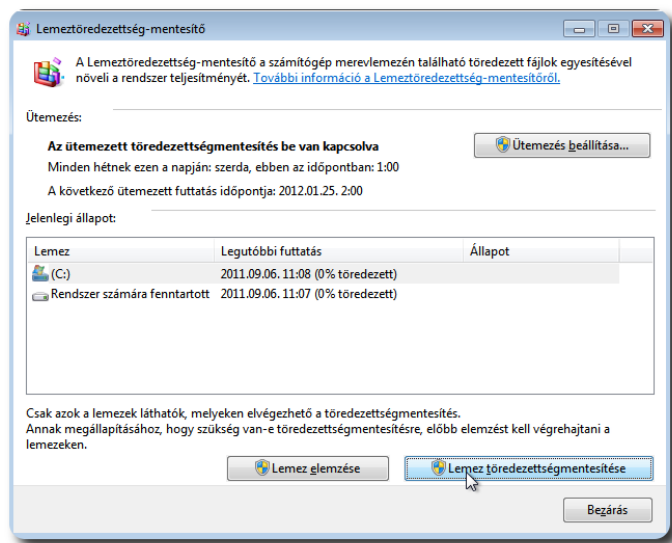 Lemeztöredezettség-mentesítő
A Lemeztöredezettség-mentesítő a számítógép merevlemezén található töredezett fájlok egyesítésével
növeli a rendszer teljesítményét. További információ a Lemeztöredezettség-mentesítőről.
Ütemezés:
Az ütemezett töredezettségmentesítés be van kapcsolva
Ütemezés beállítása...
Minden hétnek ezen a napján: szerda, ebben az időpontban: 1:00
A következő ütemezett futtatás időpontja: 2012.01.25. 2:00
Jelenlegi állapot:
Lemez Legutóbbi futtatás Állapot
(C:) 2011.09.06. 11:08 (0% töredezett)
Rendszer számára fenntartott 2011.09.06. 11:07 (0% töredezett)
Csak azok a lemezek láthatók, melyeken elvégezhető a töredezettségmentesítés.
Annak megállapításához, hogy szükség van-e töredezettségmentesítésre, előbb elemzést kell végrehajtani a
lemezeken.
Lemez elemzése Lemez töredezettségmentesítése
Bezárás